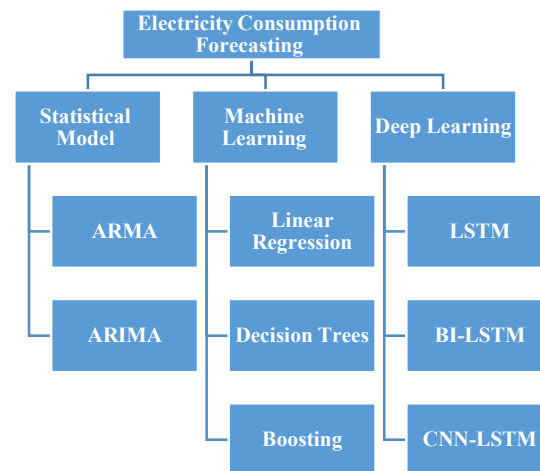 Electricity Consumption
Forecasting
Statistical
Model
Machine
Learning
Deep Learning
ARMA
Linear
Regression
LSTM
ARIMA
Decision Trees
BI-LSTM
Boosting
CNN-LSTM